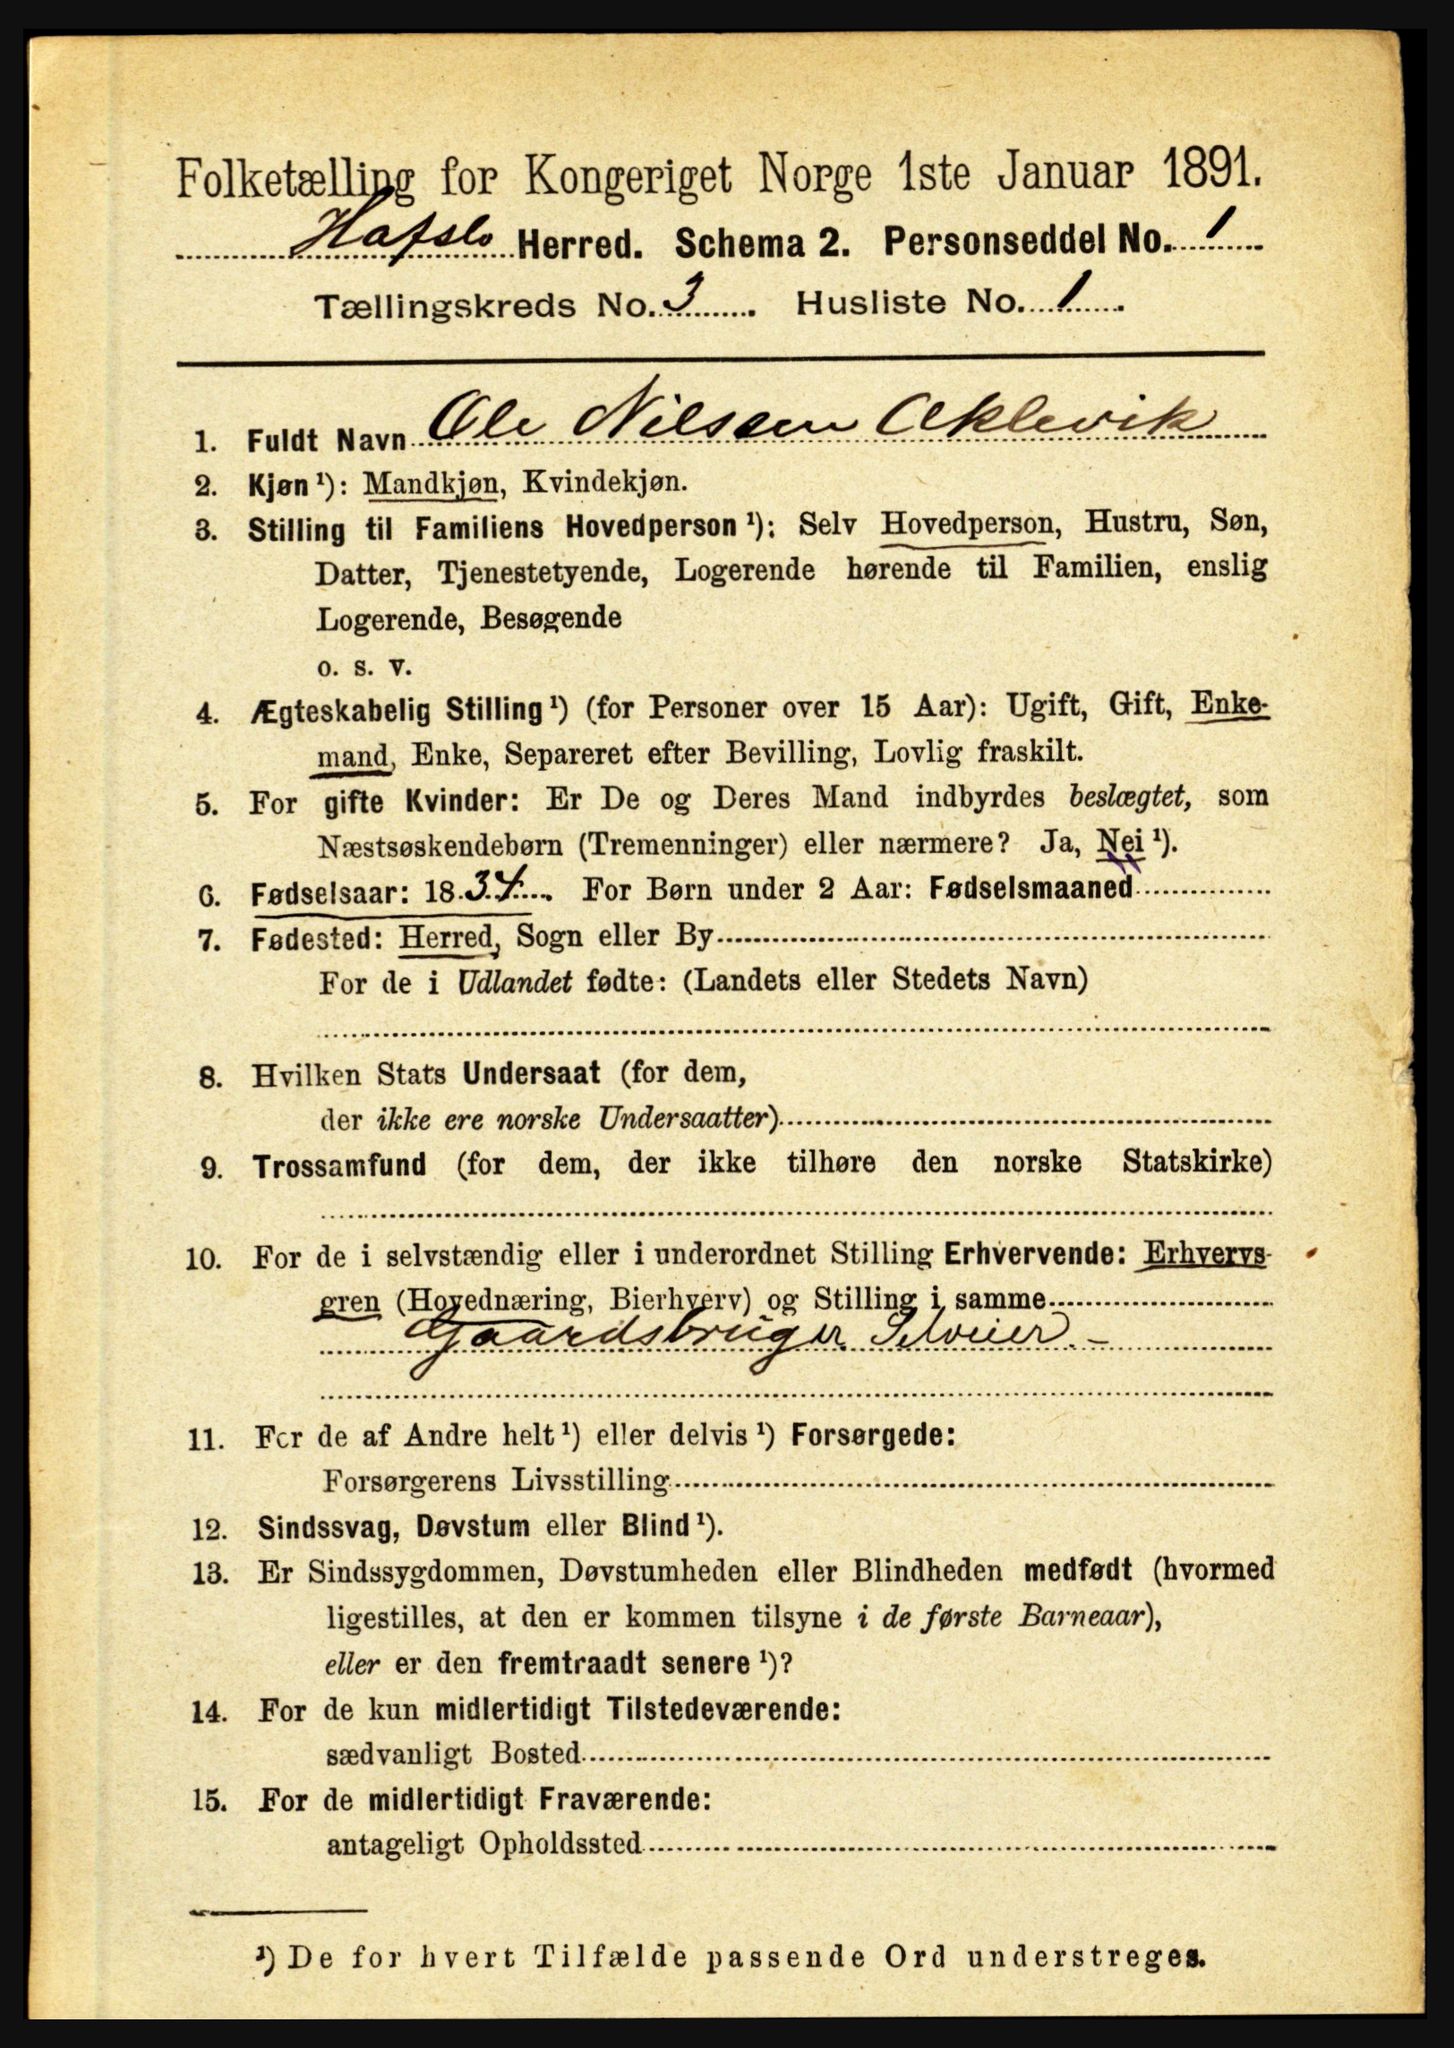 Folketælling for Kongeriget Norge 1ste Januar 1891.
Hafslo Herred. Schema 2. Personseddel No. 1
Tællingskreds No. 3. Husliste No. 1.
1. Fuldt Navn Ole Nilsen Aklevik
2. Kjøn ¹): Mandkjøn, Kvindekjøn.
3. Stilling til Familiens Hovedperson ¹): Selv Hovedperson, Hustru, Søn,
Datter, Tjenestetyende, Logerende hørende til Familien, enslig
Logerende, Besøgende
o. s. v.
4. Ægteskabelig Stilling ¹) (for Personer over 15 Aar): Ugift, Gift, Enke-
mand, Enke, Separeret efter Bevilling, Lovlig fraskilt.
5. For gifte Kvinder: Er De og Deres Mand indbyrdes beslægtet, som
Næstsøskendebørn (Tremenninger) eller nærmere? Ja, Nei ¹).
6. Fødselsaar: 1834. For Børn under 2 Aar: Fødselsmaaned
7. Fødested: Herred, Sogn eller By
For de i Udlandet fødte: (Landets eller Stedets Navn)
8. Hvilken Stats Undersaat (for dem,
der ikke ere norske Undersaatter)
9. Trossamfund (for dem, der ikke tilhøre den norske Statskirke)
10. For de i selvstændig eller i underordnet Stilling Erhvervende: Erhvervs-
gren (Hovednæring, Bierhverv) og Stilling i samme
Gaardsbruger Selveier. -
11. For de af Andre helt ¹) eller delvis ¹) Forsørgede:
Forsørgerens Livsstilling
12. Sindssvag, Døvstum eller Blind ¹).
13. Er Sindssygdommen, Døvstumheden eller Blindheden medfødt (hvormed
ligestilles, at den er kommen tilsyne i de første Barneaar),
eller er den fremtraadt senere ¹)?
14. For de kun midlertidigt Tilstedeværende:
sædvanligt Bosted
15. For de midlertidigt Fraværende:
antageligt Opholdssted
¹) De for hvert Tilfælde passende Ord understreges.